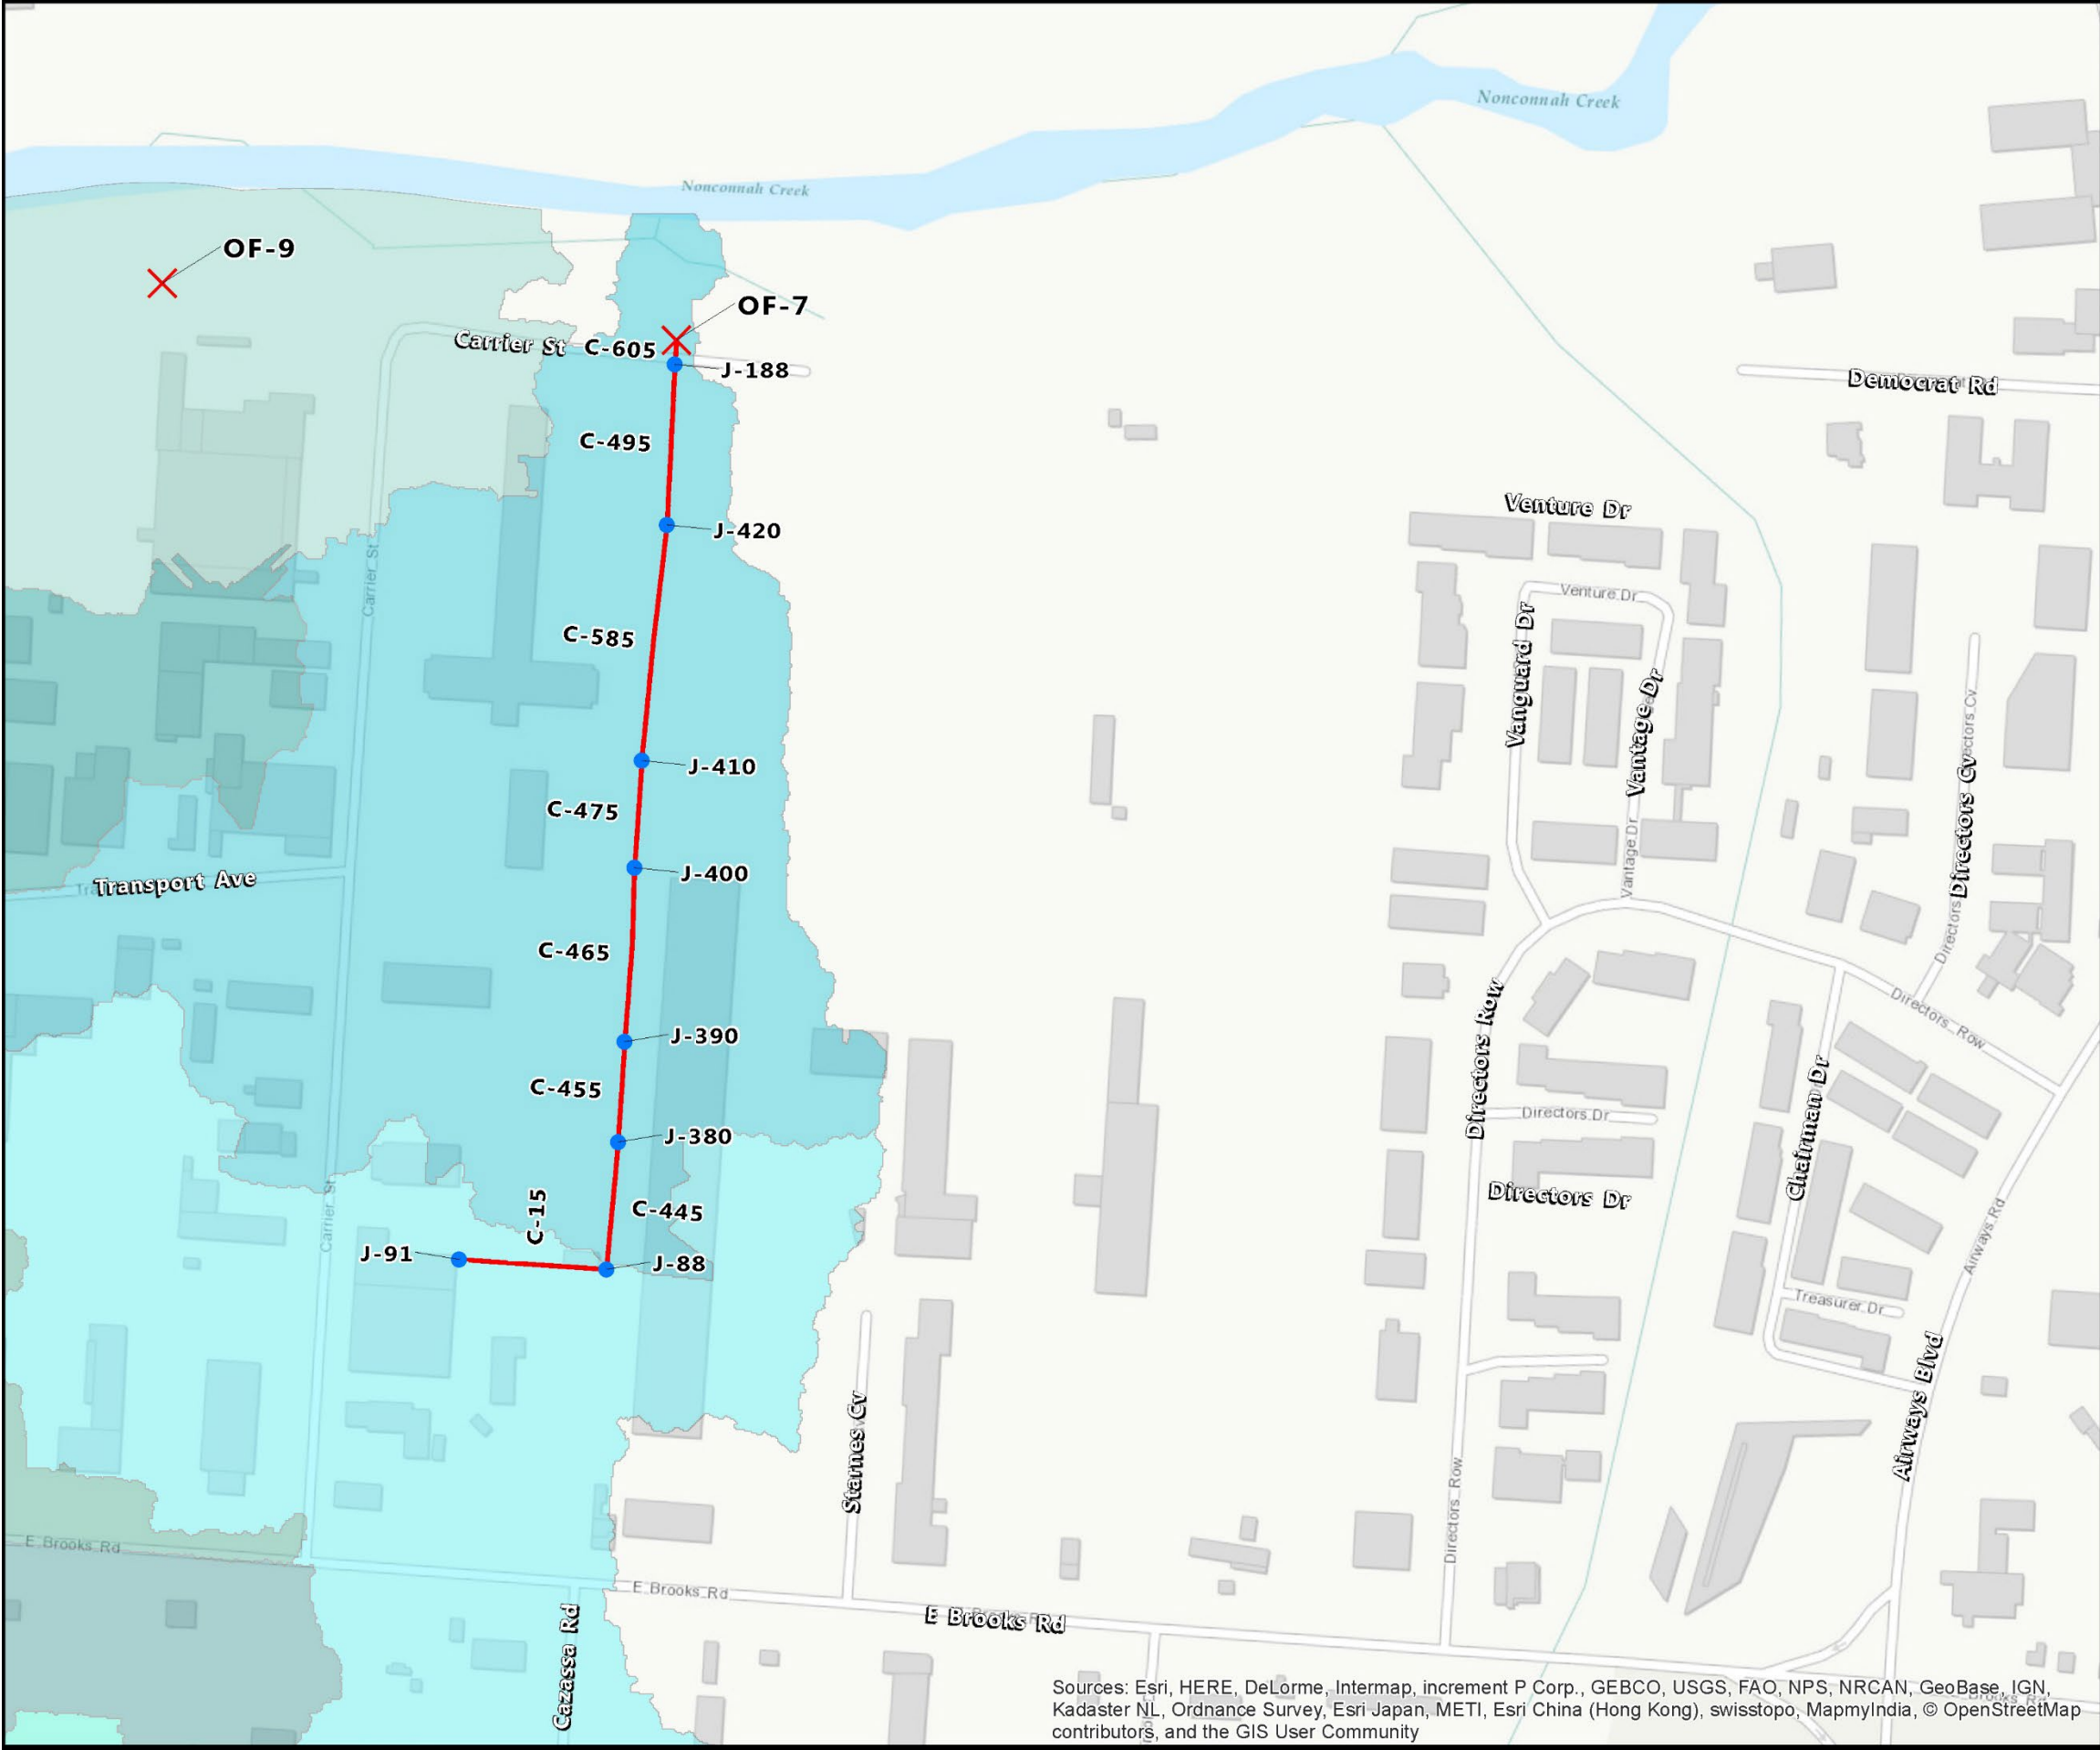 Nonconnah Creek
Nonconnah Creek
OF-9
OF-7
Carrier St
C-605
J-188
Democrat Rd
C-495
Venture Dr
J-420
Carrier St
Venture Dr
C-585
Vanguard Dr
Vantage Dr
J-410
C-475
Directors Cv
Vantage Dr
J-400
Transport Ave
C-465
Directors Row
Directors Row
J-390
C-455
Directors Dr
Chairman Dr
J-380
Directors Dr
C-15
C-445
Carrier St
Airways Rd
J-91
J-88
Treasurer Dr
Airways Blvd
Starnes Cv
Directors Row
E Brooks Rd
E Brooks Rd
E Brooks Rd
Cazassa Rd
Sources: Esri, HERE, DeLorme, Intermap, increment P Corp., GEBCO, USGS, FAO, NPS, NRCAN, GeoBase, IGN,
Kadaster NL, Ordnance Survey, Esri Japan, METI, Esri China (Hong Kong), swisstopo, MapmyIndia, © OpenStreetMap
contributors, and the GIS User Community